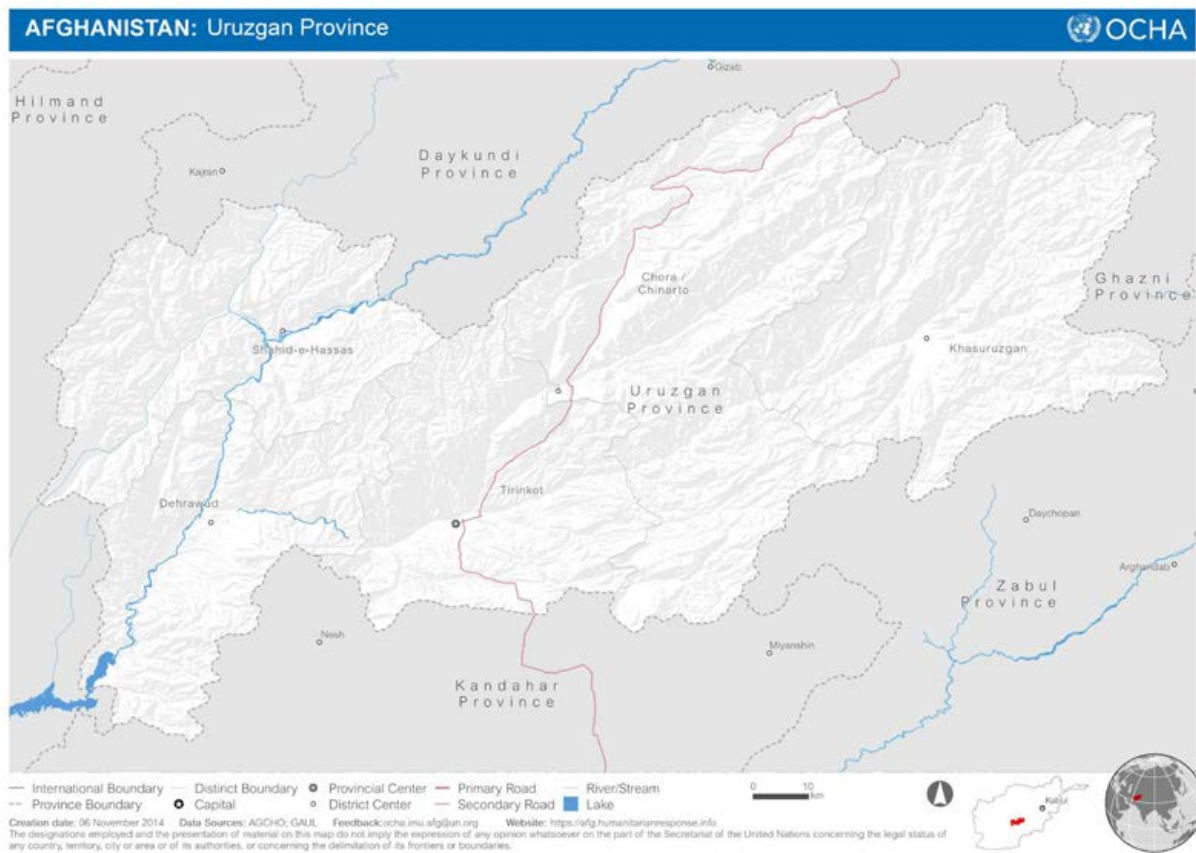 AFGHANISTAN: Uruzgan Province
OCHA
Gizab
Hilmand
Province
Daykundi
Province
Kajran
Chora /
Chinarto
Ghazni
Province
Shahid-e-Hassas
Khasuruzgan
Uruzgan
Province
Tirinkot
Dehrawud
Daychopan
Arghandab
Zabul
Province
Nesh
Miyanshin
Kandahar
Province
International Boundary
District Boundary
Provincial Center
Primary Road
River/Stream
Province Boundary
Capital
District Center
Secondary Road
Lake
0 10
km
Kabul
Creation date: 06 November 2014 Data Sources: AGCHO; GAUL Feedback:ocha.imu.afg@un.org Website: https://afg.humanitarianresponse.info
The designations employed and the presentation of material on this map do not imply the expression of any opinion whatsoever on the part of the Secretariat of the United Nations concerning the legal status of
any country, territory, city or area or of its authorities, or concerning the delimitation of its frontiers or boundaries.